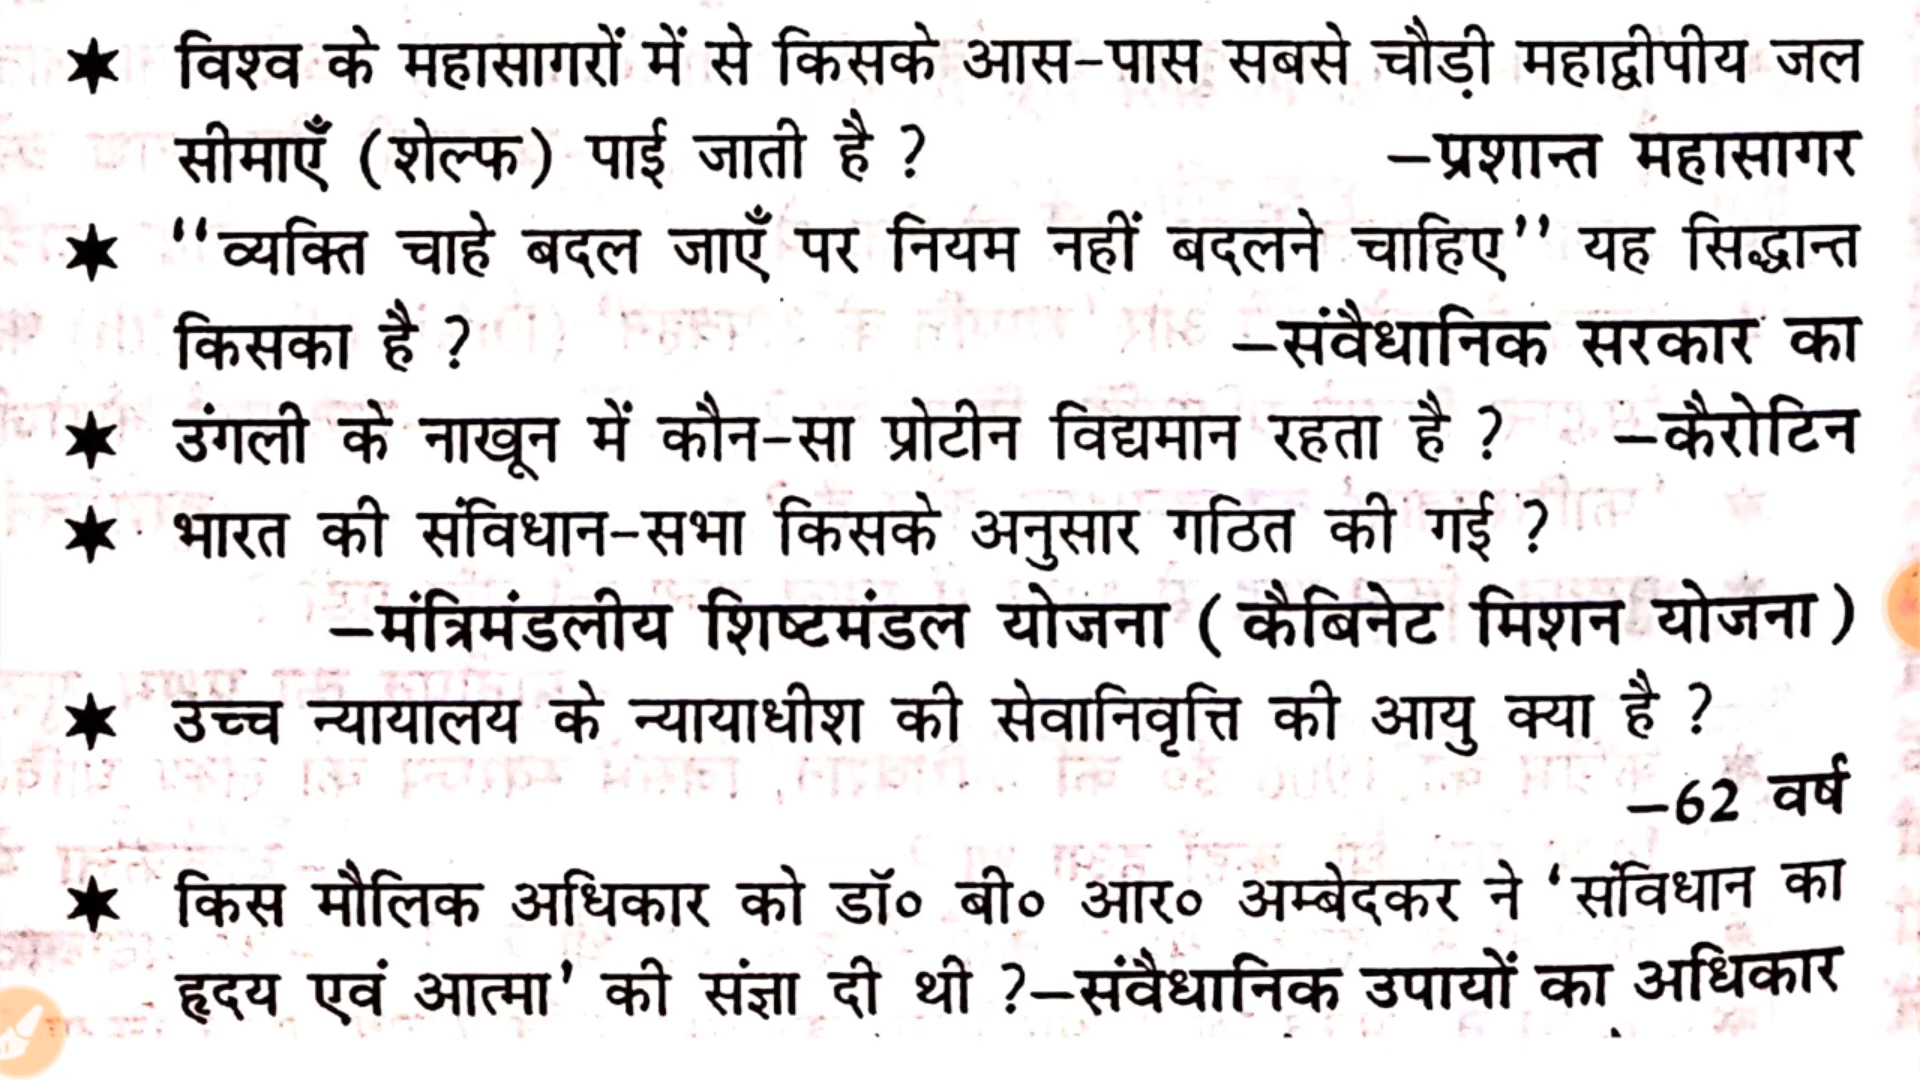 ★ विश्व के महासागरों में से किसके आस-पास सबसे चौड़ी महाद्वीपीय जल
सीमाएँ (शेल्फ) पाई जाती है ? –प्रशान्त महासागर
★ "व्यक्ति चाहे बदल जाएँ पर नियम नहीं बदलने चाहिए" यह सिद्धान्त
किसका है ? –संवैधानिक सरकार का
★ उंगली के नाखून में कौन-सा प्रोटीन विद्यमान रहता है ? –कैरोटिन
★ भारत की संविधान-सभा किसके अनुसार गठित की गई ?
–मंत्रिमंडलीय शिष्टमंडल योजना (कैबिनेट मिशन योजना)
★ उच्च न्यायालय के न्यायाधीश की सेवानिवृत्ति की आयु क्या है ?
–62 वर्ष
★ किस मौलिक अधिकार को डॉ० बी० आर० अम्बेदकर ने 'संविधान का
हृदय एवं आत्मा' की संज्ञा दी थी ?–संवैधानिक उपायों का अधिकार